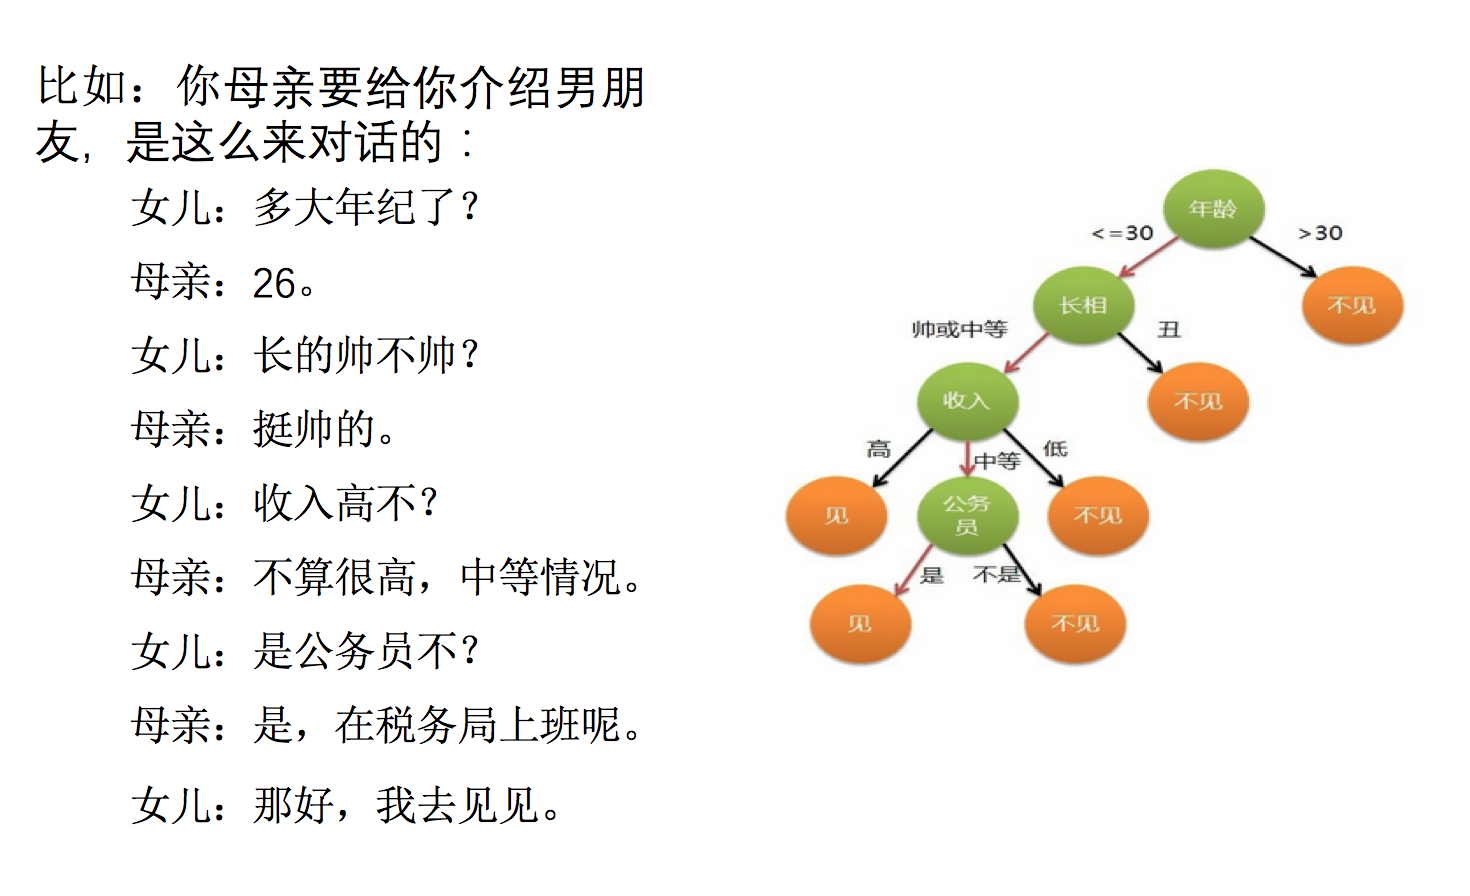 比如：你母亲要给你介绍男朋
友，是这么来对话的：
女儿：多大年纪了？
母亲：26。
女儿：长的帅不帅？
母亲：挺帅的。
女儿：收入高不？
母亲：不算很高，中等情况。
女儿：是公务员不？
母亲：是，在税务局上班呢。
女儿：那好，我去见见。
年龄
<=30
>30
长相
不见
帅或中等
丑
收入
不见
高
中等
低
见
公务
员
不见
是
不是
见
不见